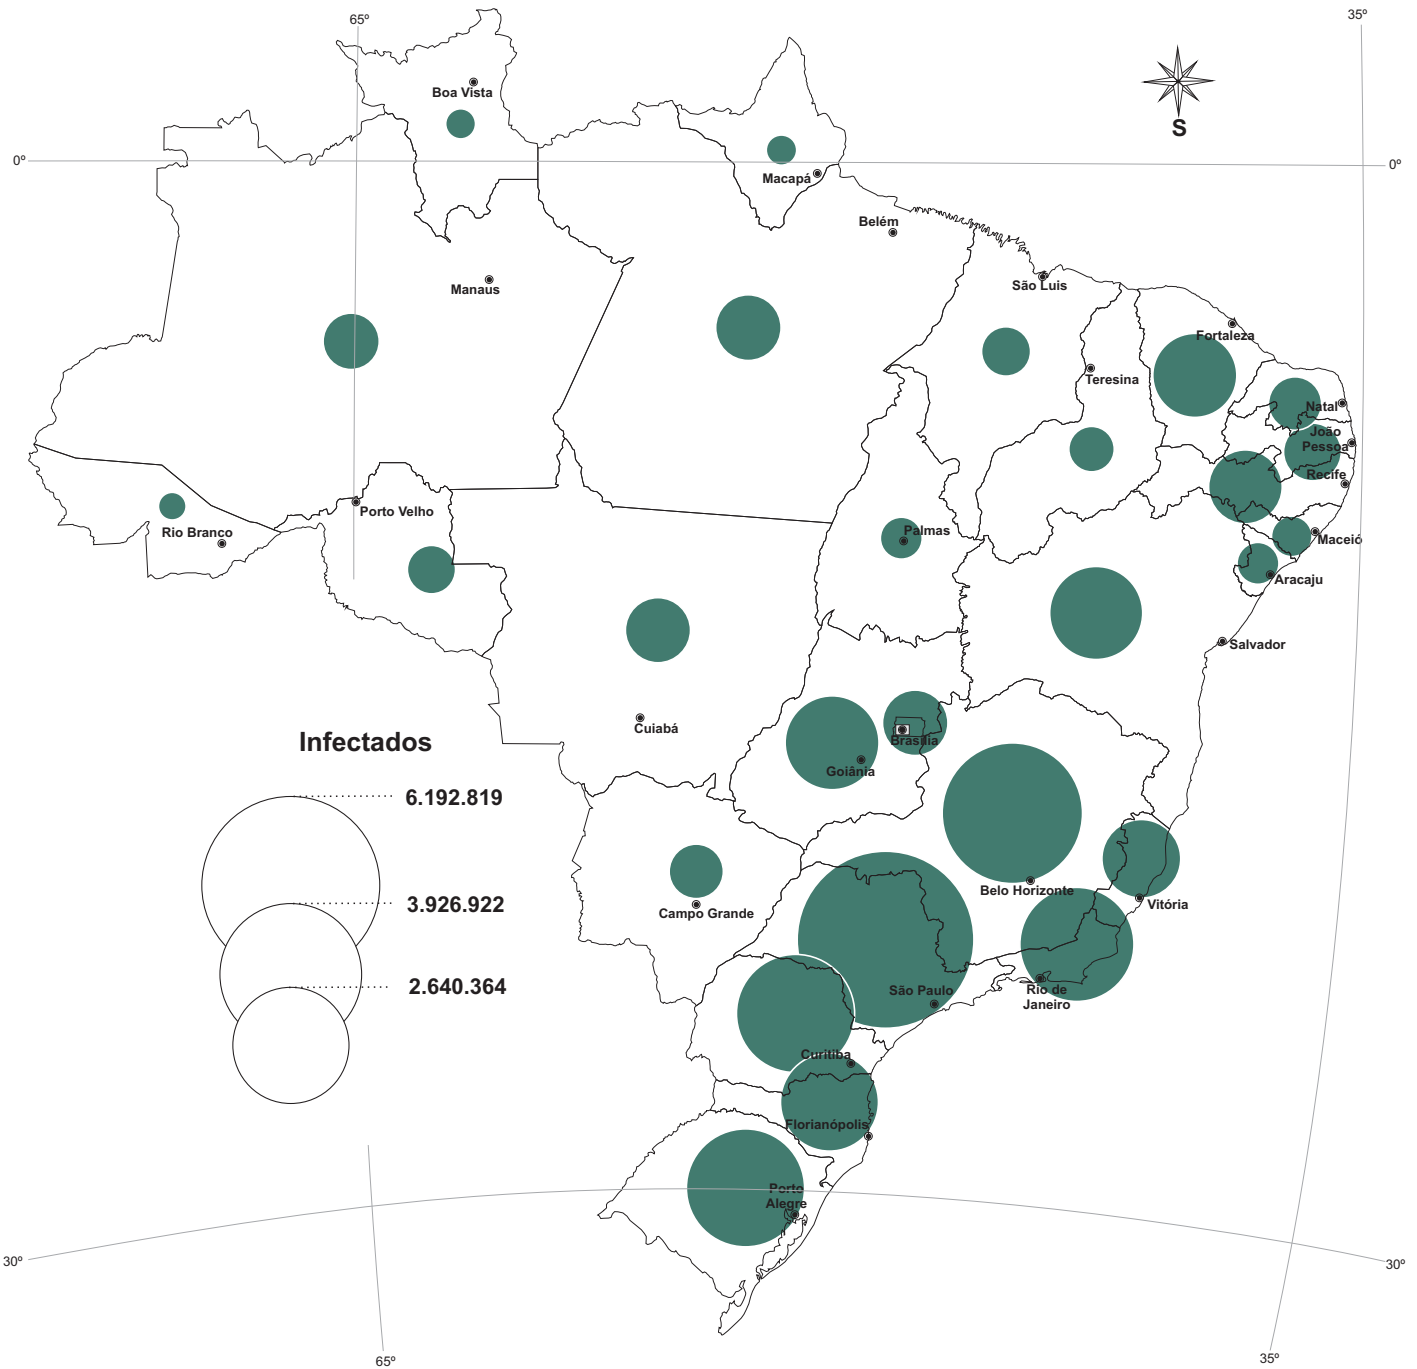 65º
35º
Boa Vista
S
0º
0º
Macapá
Belém
Manaus
São Luis
Fortaleza
Teresina
Natal
João
Pessoa
Recife
Porto Velho
Rio Branco
Palmas
Maceió
Aracaju
Salvador
Cuiabá
Brasília
Goiânia
Infectados
6.192.819
3.926.922
2.640.364
Belo Horizonte
Vitória
Campo Grande
São Paulo
Rio de
Janeiro
Curitiba
Florianópolis
Porto
Alegre
30º
30º
65º
35º